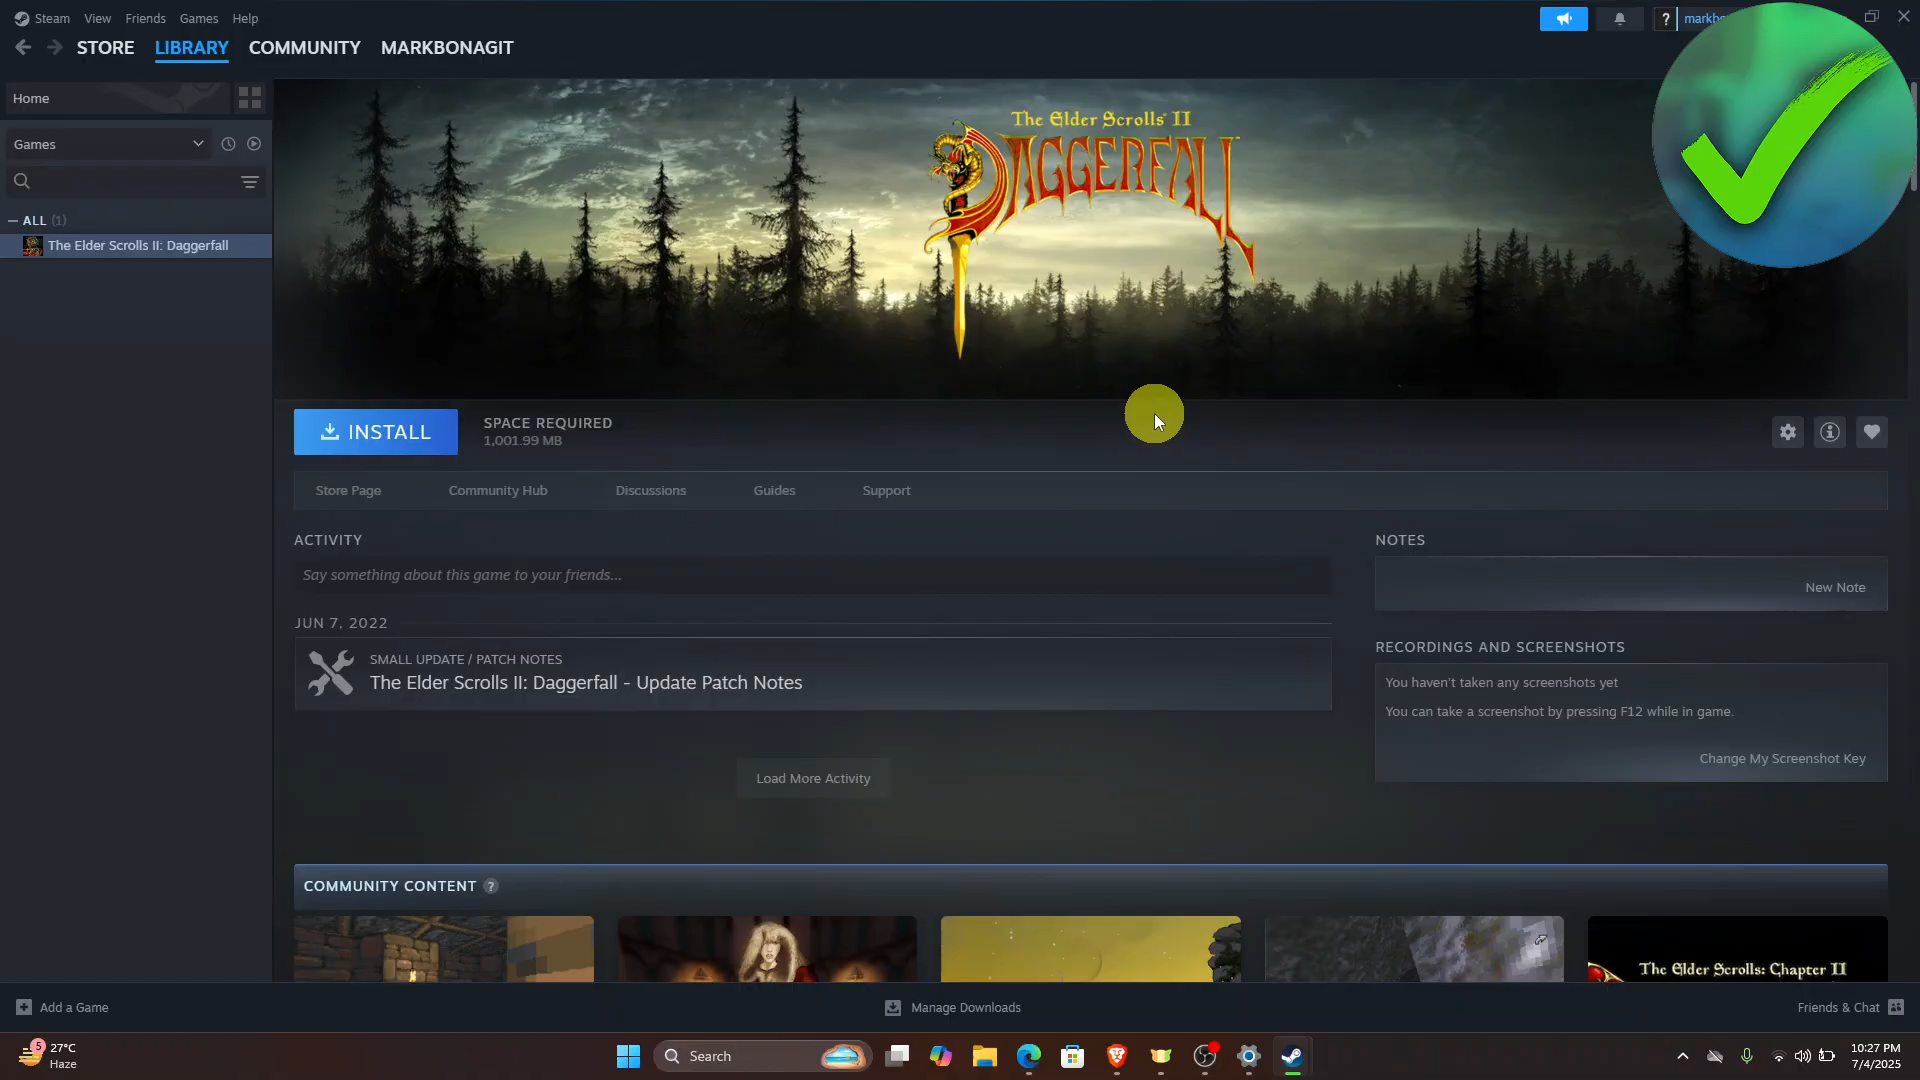 Steam View Friends Games Help
? markbo
STORE LIBRARY COMMUNITY MARKBONAGIT
Home
Games
ALL (1)
The Elder Scrolls II: Daggerfall
The Elder Scrolls II
DAGGERFALL
INSTALL
SPACE REQUIRED
1,001.99 MB
Store Page Community Hub Discussions Guides Support
ACTIVITY
Say something about this game to your friends...
JUN 7, 2022
SMALL UPDATE / PATCH NOTES
The Elder Scrolls II: Daggerfall - Update Patch Notes
Load More Activity
NOTES
New Note
RECORDINGS AND SCREENSHOTS
You haven't taken any screenshots yet
You can take a screenshot by pressing F12 while in game.
Change My Screenshot Key
COMMUNITY CONTENT ?
The Elder Scrolls: Chapter II
Add a Game
Manage Downloads
Friends & Chat
5
27°C
Haze
Search
10:27 PM
7/4/2025